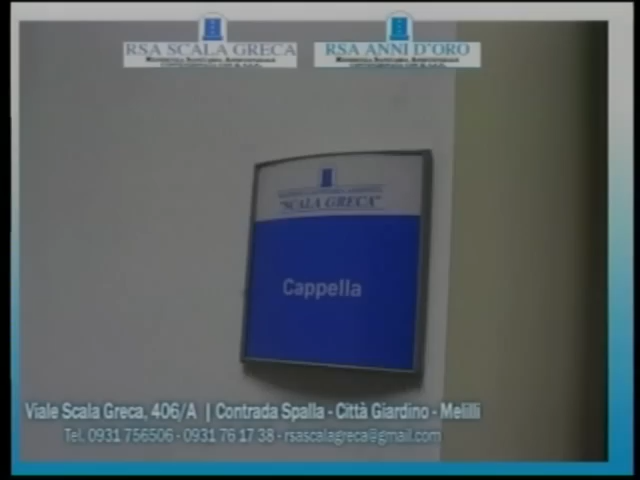 RSA SCALA GRECA
RSA ANNI D'ORO
"SCALA GRECA"
Cappella
Viale Scala Greca, 406/A | Contrada Spalla - Città Giardino - Melilli
Tel. 0931 756506 - 0931 76 17 38 - rsascalagreca@gmail.com